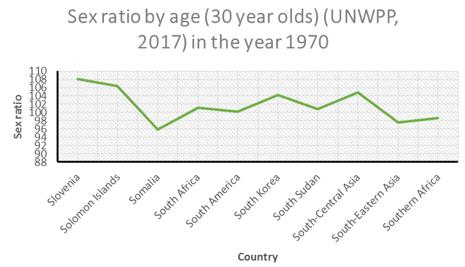 Sex ratio by age (30 year olds) (UNWPP,
2017) in the year 1970
110
108
106
104
102
100
98
96
94
92
90
88
Sex ratio
Slovenia
Solomon Islands
Somalia
South Africa
South America
South Korea
South Sudan
South-Central Asia
South-Eastern Asia
Southern Africa
Country